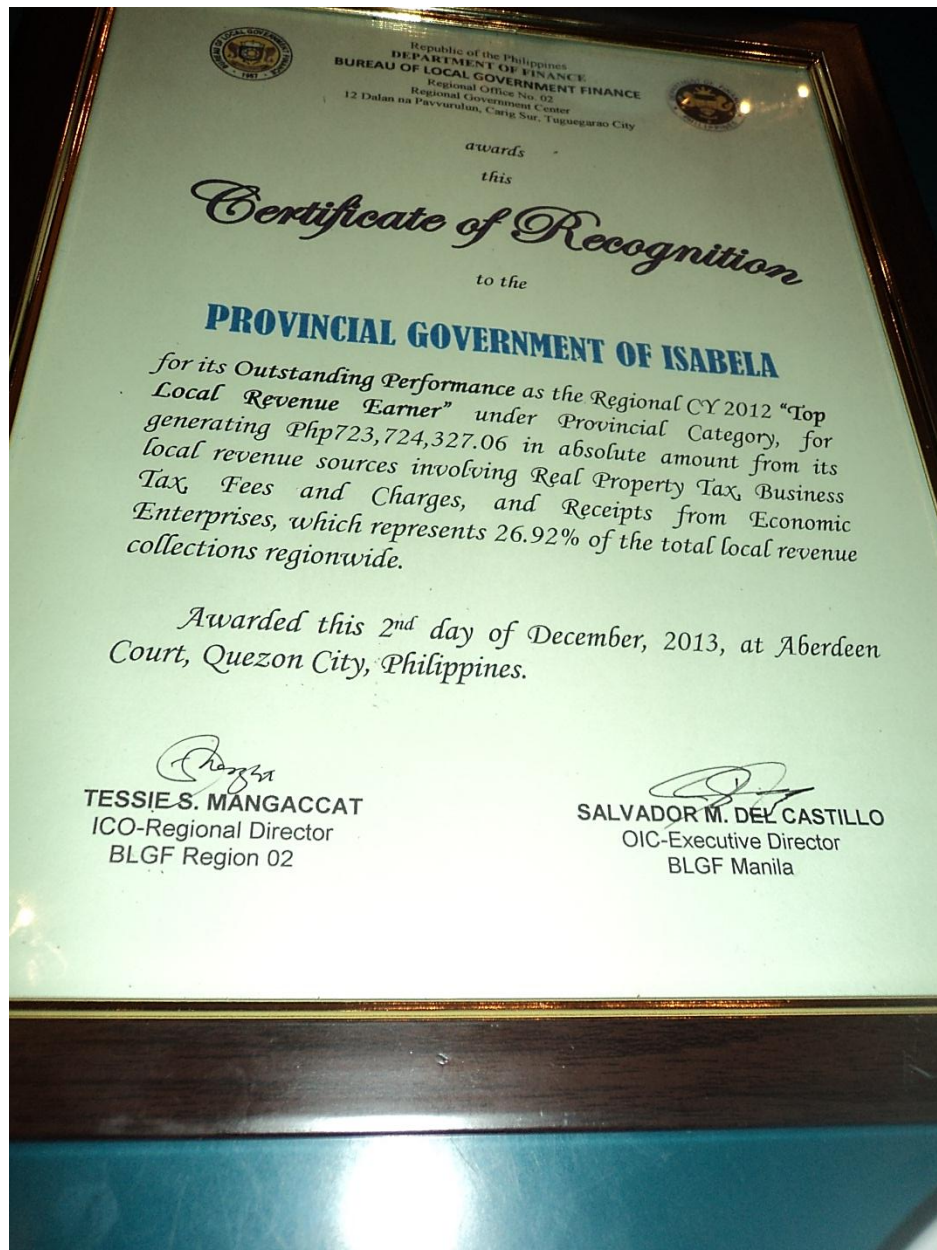 Republic of the Philippines
DEPARTMENT OF FINANCE
BUREAU OF LOCAL GOVERNMENT FINANCE
Regional Office No. 02
Regional Government Center
12 Dalan na Pavvurulun, Carig Sur, Tuguegarao City
awards
this
Certificate of Recognition
to the
PROVINCIAL GOVERNMENT OF ISABELA
for its Outstanding Performance as the Regional CY 2012 "Top
Local Revenue Earner" under Provincial Category, for
generating Php723,724,327.06 in absolute amount from its
local revenue sources involving Real Property Tax, Business
Tax, Fees and Charges, and Receipts from Economic
Enterprises, which represents 26.92% of the total local revenue
collections regionwide.
Awarded this 2nd day of December, 2013, at Aberdeen
Court, Quezon City, Philippines.
TESSIE S. MANGACCAT
ICO-Regional Director
BLGF Region 02
SALVADOR M. DEL CASTILLO
OIC-Executive Director
BLGF Manila